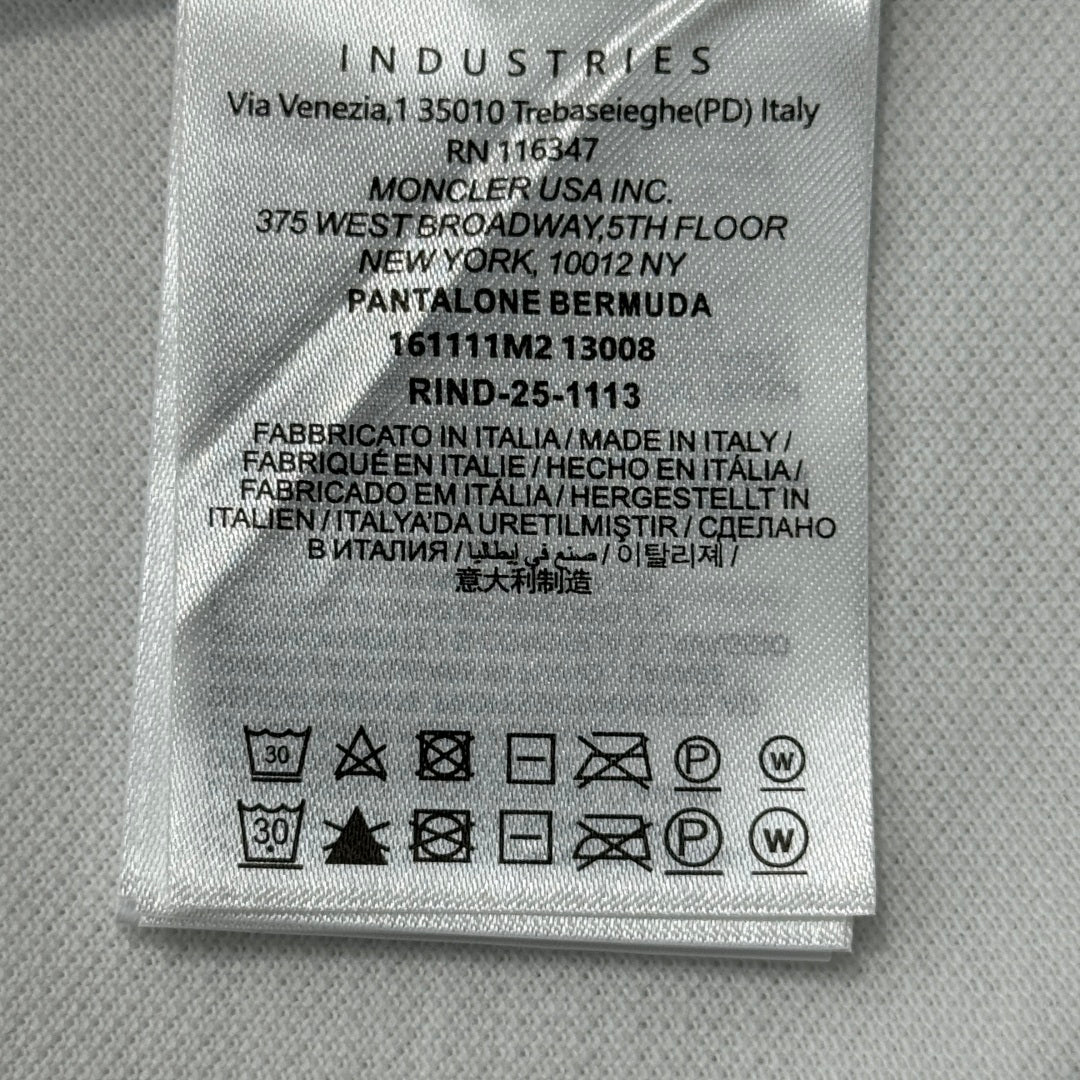 INDUSTRIES
Via Venezia,1 35010 Trebaseieghe(PD) Italy
RN 116347
MONCLER USA INC.
375 WEST BROADWAY,5TH FLOOR
NEW YORK, 10012 NY
PANTALONE BERMUDA
161111M2 13008
RIND-25-1113
FABBRICATO IN ITALIA / MADE IN ITALY /
FABRIQUÉ EN ITALIE / HECHO EN ITÁLIA /
FABRICADO EM ITÁLIA / HERGESTELLT IN
ITALIEN / ITALYA'DA URETILMIŞTIR / СДЕЛАНО
В ИТАЛИЯ / صنع في إيطاليا / 이탈리제 /
意大利制造
30 P W
30 P W